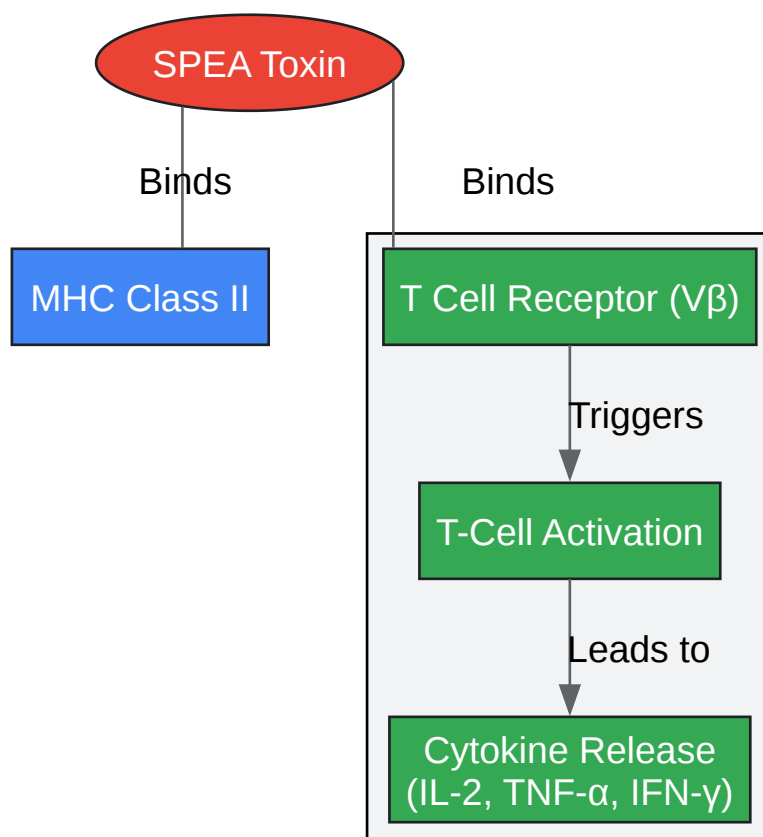 SPEA Toxin
Binds
Binds
MHC Class II
T Cell Receptor (Vβ)
Triggers
T-Cell Activation
Leads to
Cytokine Release
(IL-2, TNF-α, IFN-γ)